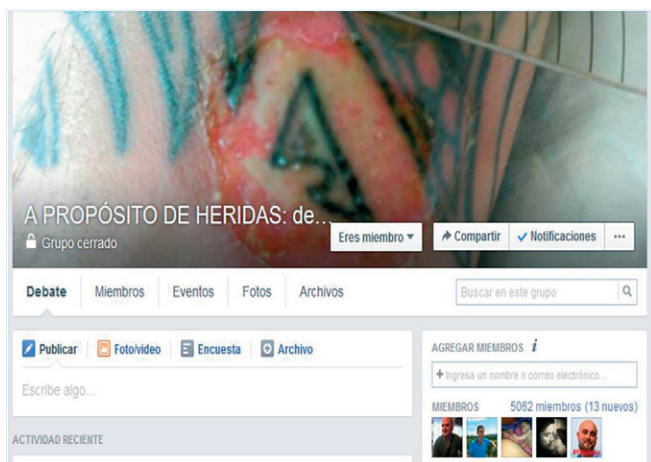 A PROPÓSITO DE HERIDAS: de...
Grupo cerrado
Eres miembro
Compartir
Notificaciones
...
Debate Miembros Eventos Fotos Archivos
Buscar en este grupo
Publicar Foto/video Encuesta Archivo
Escribe algo...
ACTIVIDAD RECIENTE
AGREGAR MIEMBROS i
+ Ingresa un nombre o correo electrónico...
MIEMBROS 5062 miembros (13 nuevos)